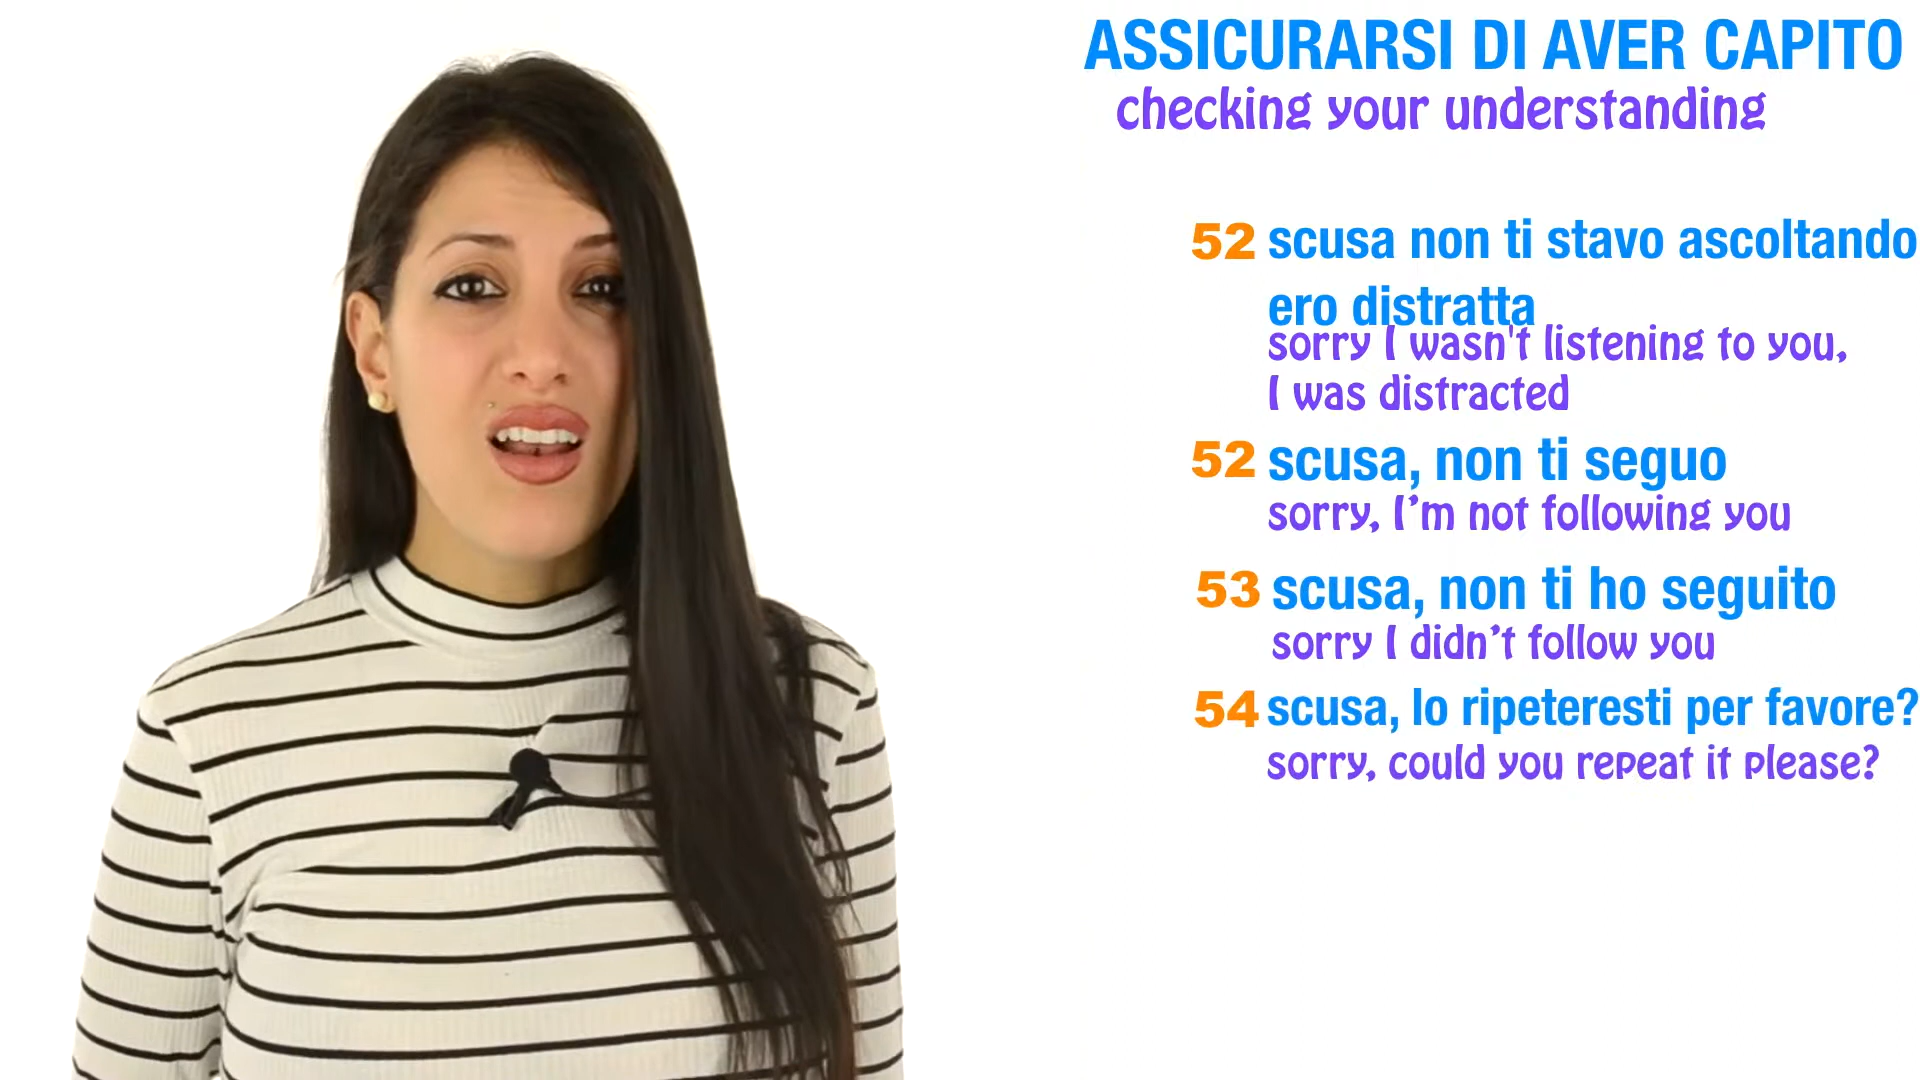 ASSICURARSI DI AVER CAPITO
checking your understanding
52 scusa non ti stavo ascoltando
ero distratta
sorry I wasn't listening to you,
I was distracted
52 scusa, non ti seguo
sorry, I’m not following you
53 scusa, non ti ho seguito
sorry I didn’t follow you
54 scusa, lo ripeteresti per favore?
sorry, could you repeat it please?